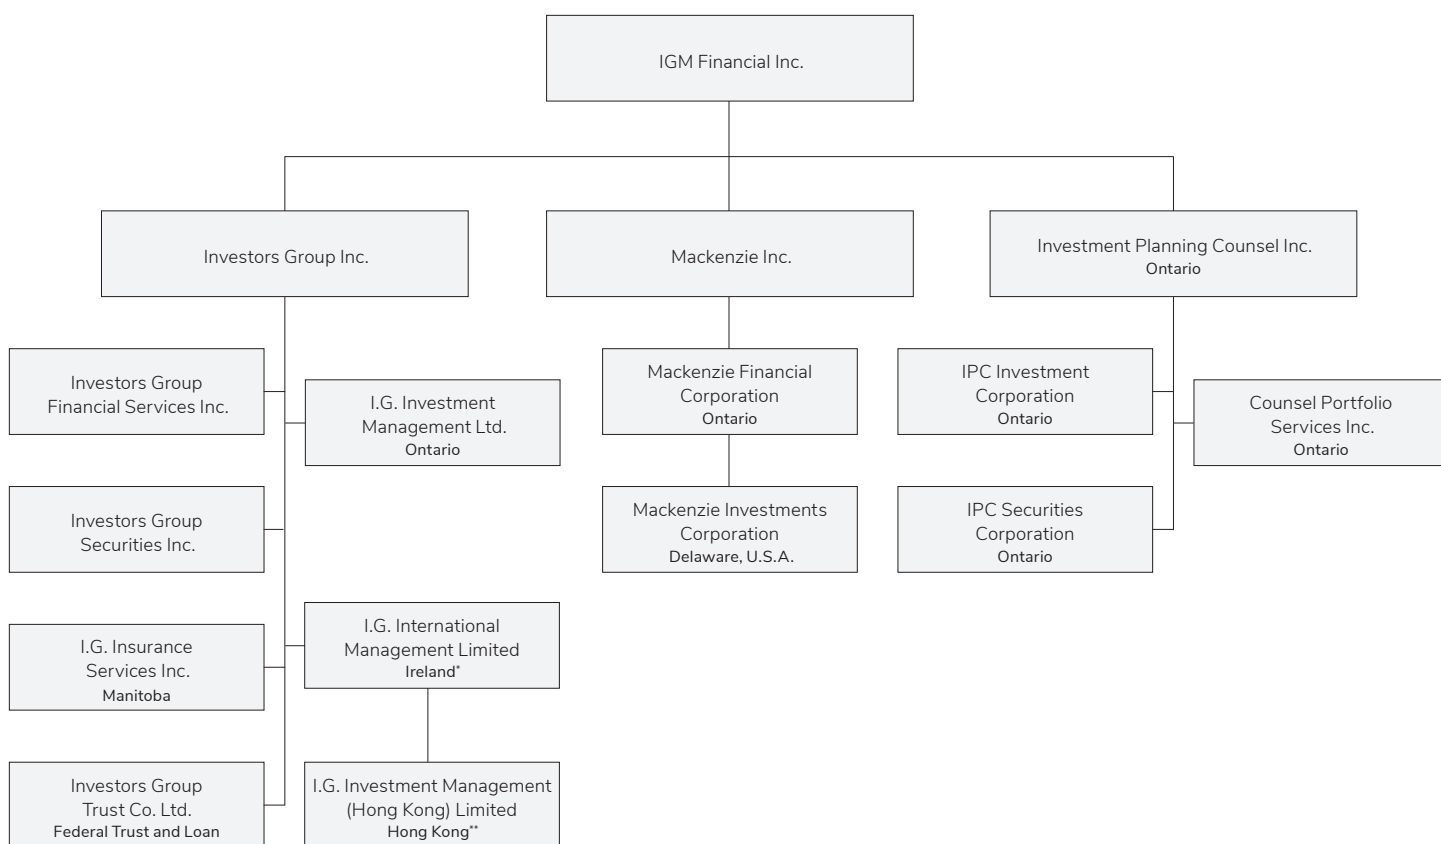 IGM Financial Inc.
Investors Group Inc.
Mackenzie Inc.
Investment Planning Counsel Inc.
Ontario
Investors Group
Financial Services Inc.
I.G. Investment
Management Ltd.
Ontario
Mackenzie Financial
Corporation
Ontario
IPC Investment
Corporation
Ontario
Counsel Portfolio
Services Inc.
Ontario
Investors Group
Securities Inc.
Mackenzie Investments
Corporation
Delaware, U.S.A.
IPC Securities
Corporation
Ontario
I.G. Insurance
Services Inc.
Manitoba
I.G. International
Management Limited
Ireland*
Investors Group
Trust Co. Ltd.
Federal Trust and Loan
I.G. Investment Management
(Hong Kong) Limited
Hong Kong**